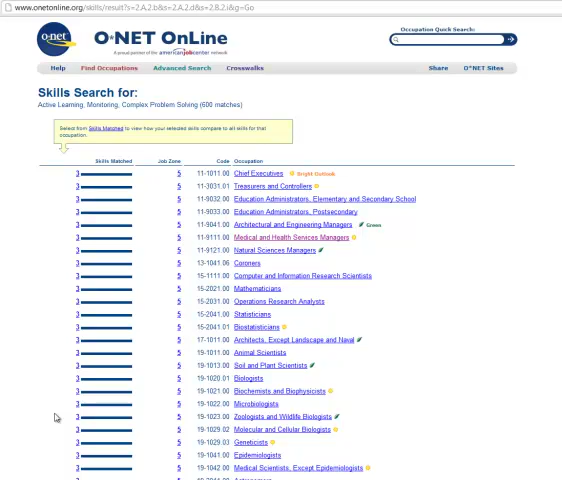 www.onetonline.org/skills/result?s=2.A.2.b&s=2.A.2.d&s=2.B.2.i&g=Go
o·net
O*NET OnLine
A proud partner of the americanjobcenter network
Occupation Quick Search:
Help Find Occupations Advanced Search Crosswalks Share O*NET Sites
Skills Search for:
Active Learning, Monitoring, Complex Problem Solving (600 matches)
Select from Skills Matched to view how your selected skills compare to all skills for that
occupation.
Skills Matched Job Zone Code Occupation
3 5 11-1011.00 Chief Executives Bright Outlook
3 5 11-3031.01 Treasurers and Controllers
3 5 11-9032.00 Education Administrators, Elementary and Secondary School
3 5 11-9033.00 Education Administrators, Postsecondary
3 5 11-9041.00 Architectural and Engineering Managers Green
3 5 11-9111.00 Medical and Health Services Managers
3 5 11-9121.00 Natural Sciences Managers
3 5 13-1041.06 Coroners
3 5 15-1111.00 Computer and Information Research Scientists
3 5 15-2021.00 Mathematicians
3 5 15-2031.00 Operations Research Analysts
3 5 15-2041.00 Statisticians
3 5 15-2041.01 Biostatisticians
3 5 17-1011.00 Architects, Except Landscape and Naval
3 5 19-1011.00 Animal Scientists
3 5 19-1013.00 Soil and Plant Scientists
3 5 19-1020.01 Biologists
3 5 19-1021.00 Biochemists and Biophysicists
3 5 19-1022.00 Microbiologists
3 5 19-1023.00 Zoologists and Wildlife Biologists
3 5 19-1029.02 Molecular and Cellular Biologists
3 5 19-1029.03 Geneticists
3 5 19-1041.00 Epidemiologists
3 5 19-1042.00 Medical Scientists, Except Epidemiologists